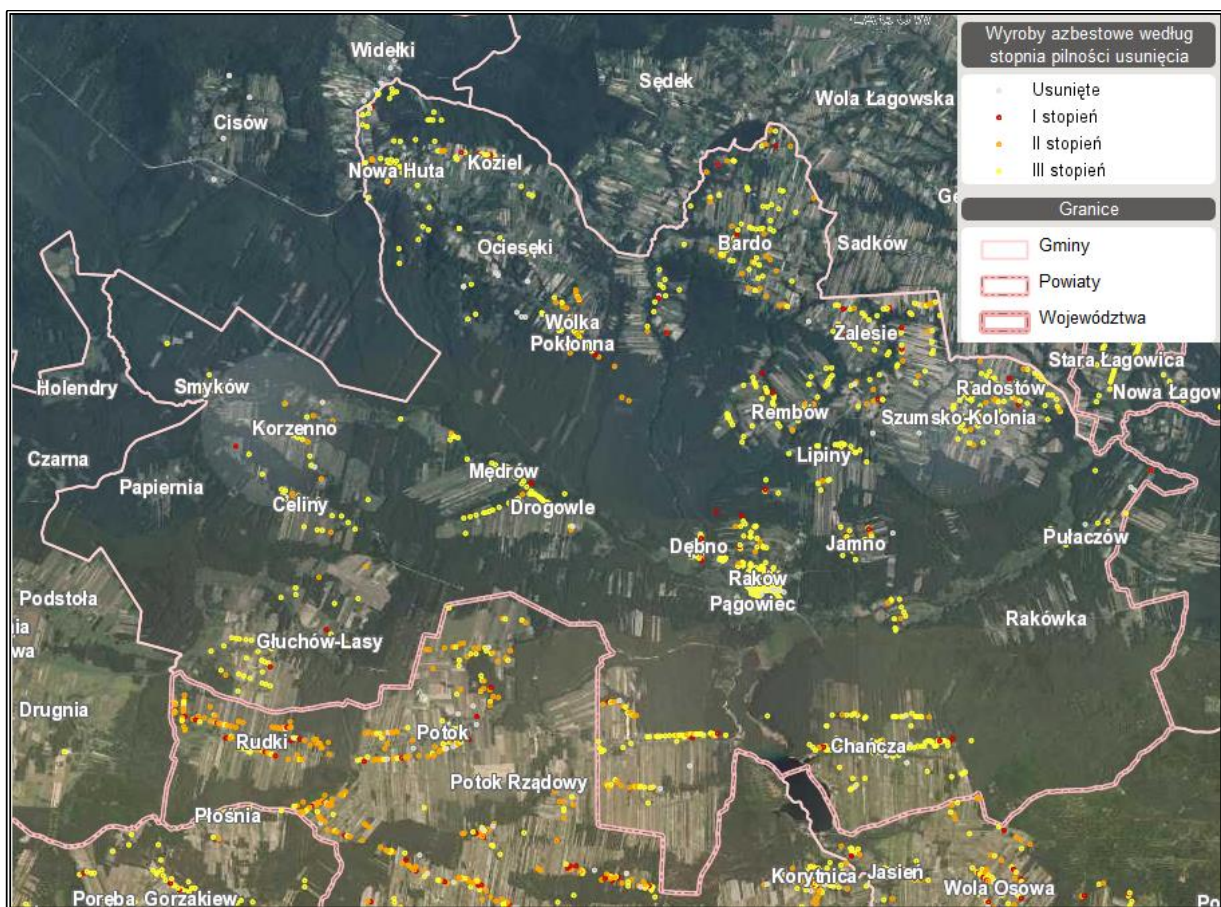 Wyroby azbestowe według
stopnia pilności usunięcia
Usunięte
I stopień
II stopień
III stopień
Granice
Gminy
Powiaty
Województwa
Widełki
Sędek
Wola Łagowska
Cisów
Nowa Huta
Kozieł
Ociesęki
Bardo
Sadków
Wólka
Pokłonna
Zalesie
Stara Łagowica
Holendry
Smyków
Radostów
Nowa Łagow
Rembów
Szumsko-Kolonia
Korzenno
Czarna
Papiernia
Mędrów
Lipiny
Celiny
Drogowle
Dębno
Jamno
Pułaczów
Raków
Pągowiec
Podstoła
Rakówka
Głuchów-Lasy
Drugnia
Rudki
Potok
Chańcza
Potok Rządowy
Płośnia
Poręba
Gorzakiew
Korytnica
Jasień
Wola Osowa